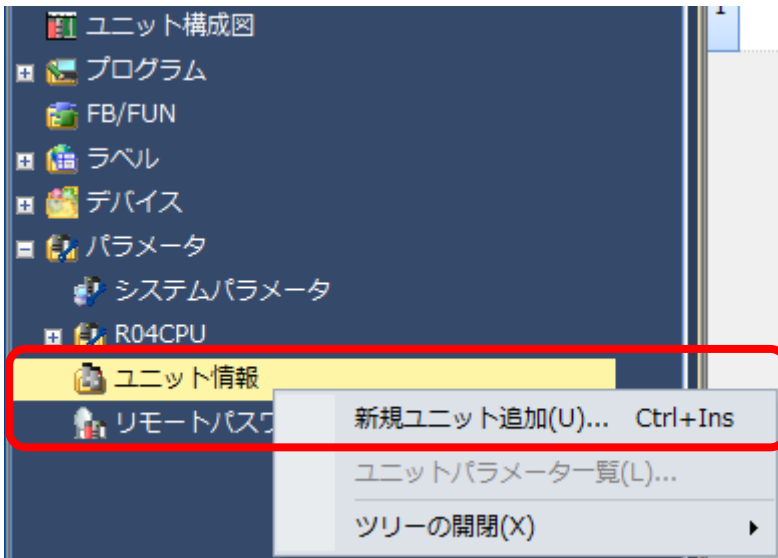 ユニット構成図
プログラム
FB/FUN
ラベル
デバイス
パラメータ
システムパラメータ
R04CPU
ユニット情報
新規ユニット追加(U)... Ctrl+Ins
リモートパスワ
ユニットパラメータ一覧(L)...
ツリーの開閉(X)